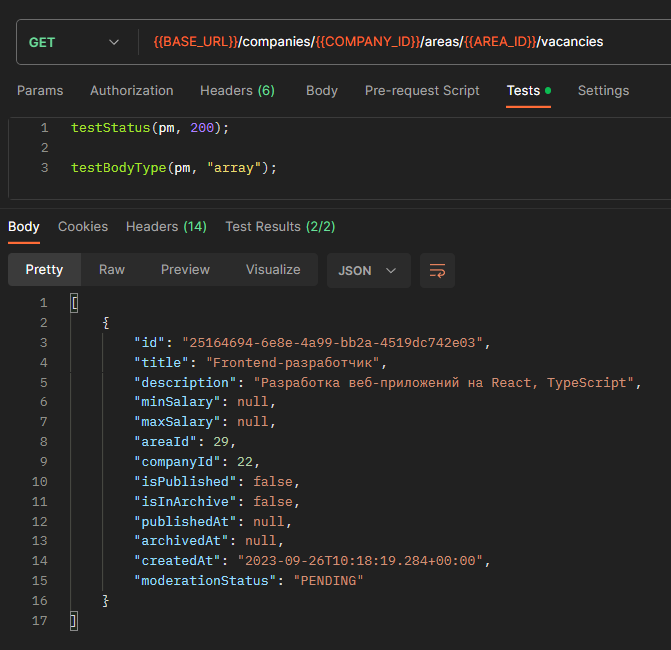 GET {{BASE_URL}}/companies/{{COMPANY_ID}}/areas/{{AREA_ID}}/vacancies
Params Authorization Headers (6) Body Pre-request Script Tests Settings
1 testStatus(pm, 200);
2
3 testBodyType(pm, "array");
Body Cookies Headers (14) Test Results (2/2)
Pretty Raw Preview Visualize JSON
1 [
2 {
3 "id": "25164694-6e8e-4a99-bb2a-4519dc742e03",
4 "title": "Frontend-разработчик",
5 "description": "Разработка веб-приложений на React, TypeScript",
6 "minSalary": null,
7 "maxSalary": null,
8 "areaId": 29,
9 "companyId": 22,
10 "isPublished": false,
11 "isInArchive": false,
12 "publishedAt": null,
13 "archivedAt": null,
14 "createdAt": "2023-09-26T10:18:19.284+00:00",
15 "moderationStatus": "PENDING"
16 }
17 ]